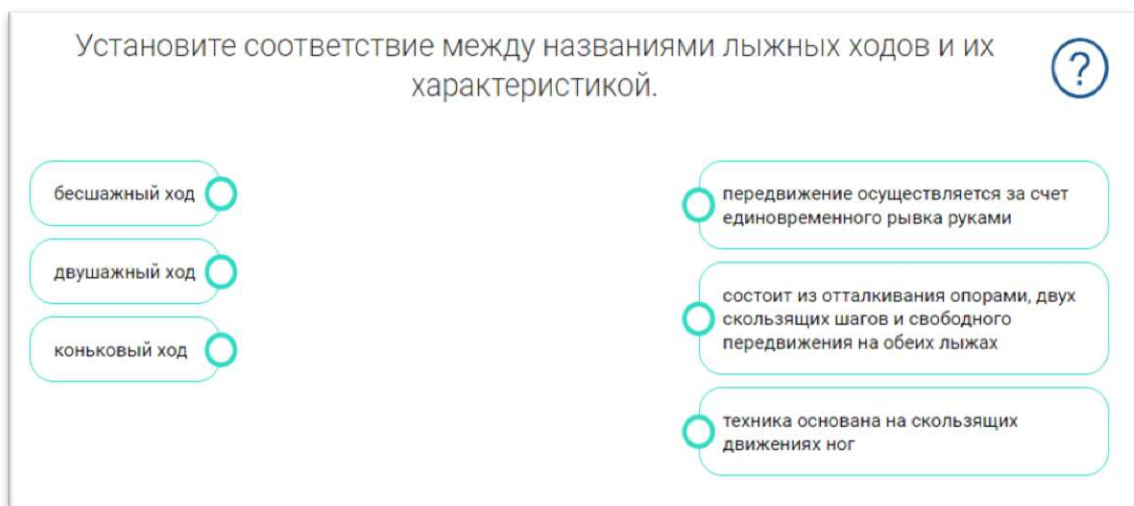 Установите соответствие между названиями лыжных ходов и их
характеристикой.
?
бесшажный ход
двушажный ход
коньковый ход
передвижение осуществляется за счет
единовременного рывка руками
состоит из отталкивания опорами, двух
скользящих шагов и свободного
передвижения на обеих лыжах
техника основана на скользящих
движениях ног